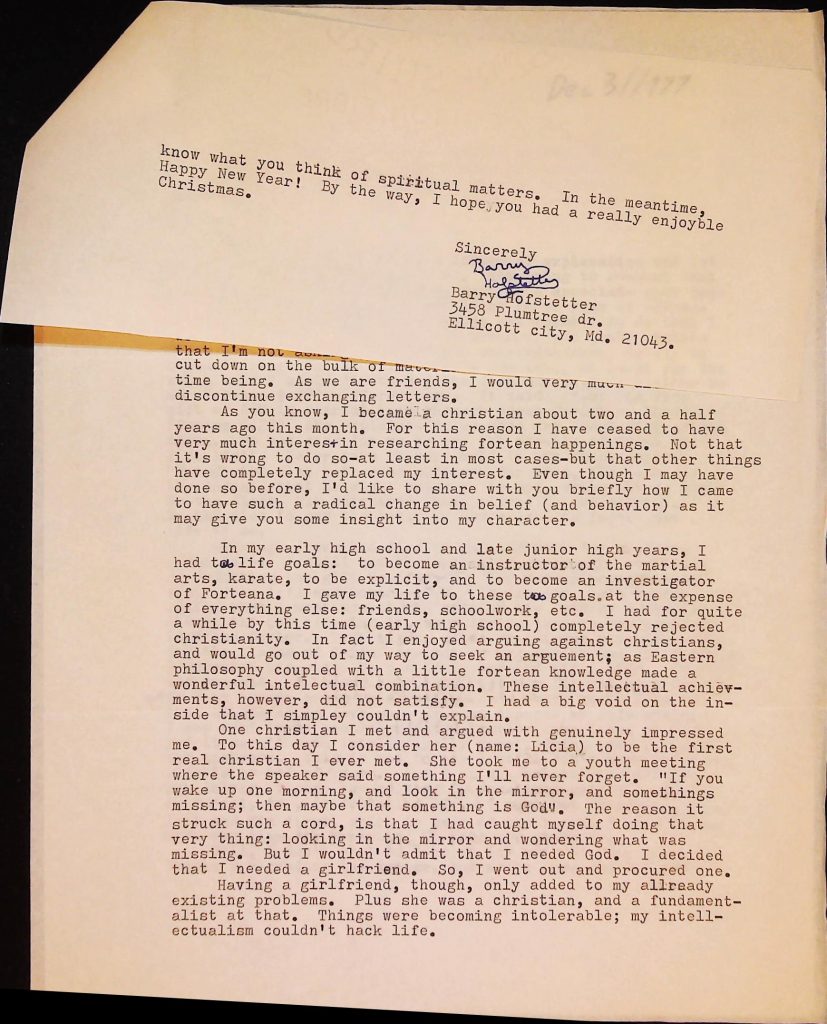 Dec 31/1977
know what you think of spiritual matters. In the meantime,
Happy New Year! By the way, I hope you had a really enjoyble
Christmas.
Sincerely
Barry
Hofstetter
Barry Hofstetter
3458 Plumtree dr.
Ellicott city, Md. 21043.
that I'm not
cut down on the bulk of
time being. As we are friends, I would very much
discontinue exchanging letters.
As you know, I became a christian about two and a half
years ago this month. For this reason I have ceased to have
very much interest in researching fortean happenings. Not that
it's wrong to do so-at least in most cases-but that other things
have completely replaced my interest. Even though I may have
done so before, I'd like to share with you briefly how I came
to have such a radical change in belief (and behavior) as it
may give you some insight into my character.
In my early high school and late junior high years, I
had two life goals: to become an instructor of the martial
arts, karate, to be explicit, and to become an investigator
of Forteana. I gave my life to these two goals at the expense
of everything else: friends, schoolwork, etc. I had for quite
a while by this time (early high school) completely rejected
christianity. In fact I enjoyed arguing against christians,
and would go out of my way to seek an arguement; as Eastern
philosophy coupled with a little fortean knowledge made a
wonderful intelectual combination. These intellectual achiev-
ments, however, did not satisfy. I had a big void on the in-
side that I simpley couldn't explain.
One christian I met and argued with genuinely impressed
me. To this day I consider her (name: Licia) to be the first
real christian I ever met. She took me to a youth meeting
where the speaker said something I'll never forget. "If you
wake up one morning, and look in the mirror, and somethings
missing; then maybe that something is God". The reason it
struck such a cord, is that I had caught myself doing that
very thing: looking in the mirror and wondering what was
missing. But I wouldn't admit that I needed God. I decided
that I needed a girlfriend. So, I went out and procured one.
Having a girlfriend, though, only added to my allready
existing problems. Plus she was a christian, and a fundament-
alist at that. Things were becoming intolerable; my intell-
ectualism couldn't hack life.